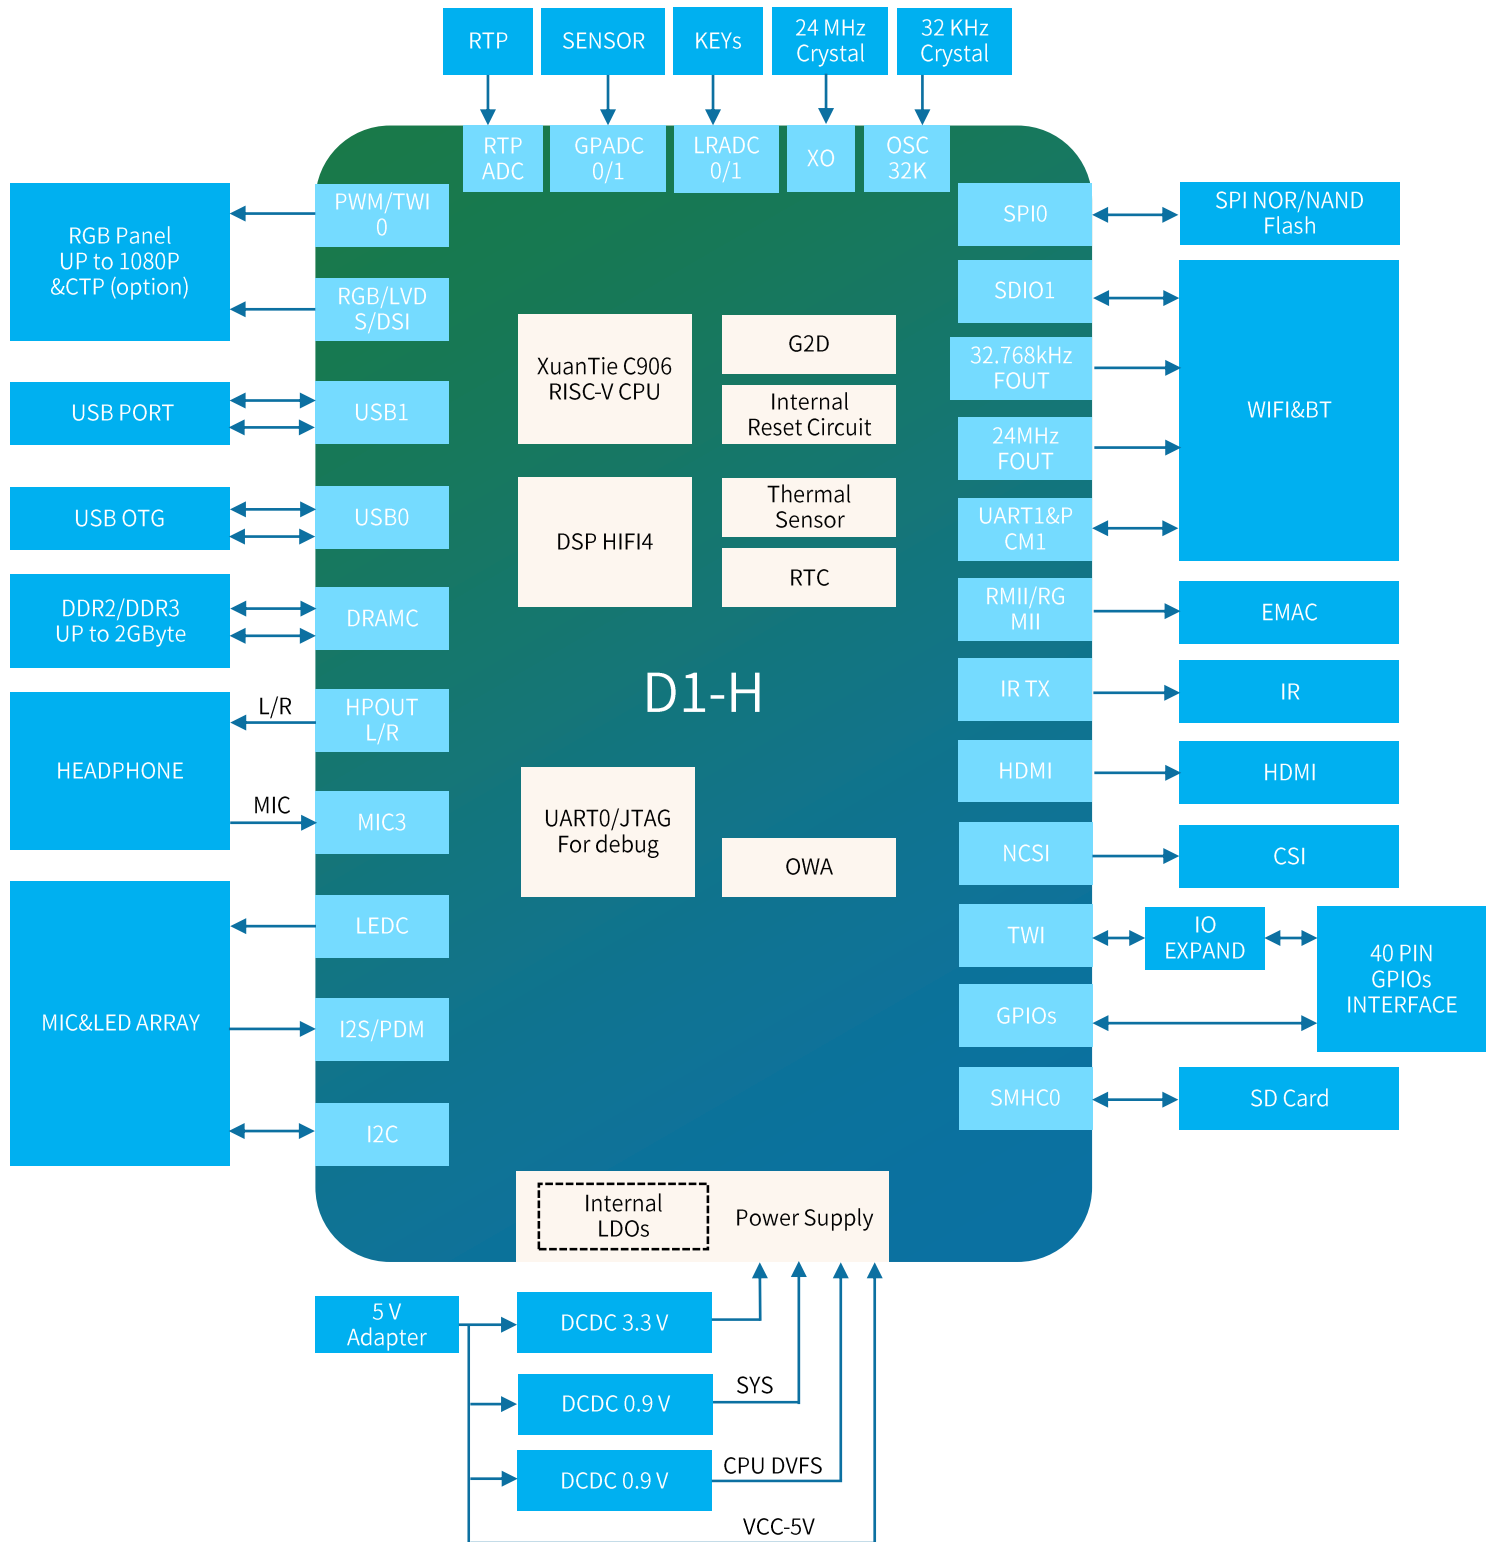 RTP
SENSOR
KEYs
24 MHz
Crystal
32 KHz
Crystal
RTP
ADC
GPADC
0/1
LRADC
0/1
XO
OSC
32K
RGB Panel
UP to 1080P
&CTP (option)
PWM/TWI
0
RGB/LVD
S/DSI
USB PORT
USB1
USB OTG
USB0
DDR2/DDR3
UP to 2GByte
DRAMC
HEADPHONE
L/R
HPOUT
L/R
MIC
MIC3
MIC&LED ARRAY
LEDC
I2S/PDM
I2C
XuanTie C906
RISC-V CPU
G2D
Internal
Reset Circuit
DSP HIFI4
Thermal
Sensor
RTC
D1-H
UART0/JTAG
For debug
OWA
SPI0
SPI NOR/NAND
Flash
SDIO1
32.768kHz
FOUT
24MHz
FOUT
UART1&P
CM1
WIFI&BT
RMII/RG
MII
EMAC
IR TX
IR
HDMI
HDMI
NCSI
CSI
TWI
IO
EXPAND
40 PIN
GPIOs
INTERFACE
GPIOs
SMHC0
SD Card
Internal
LDOs
Power Supply
5 V
Adapter
DCDC 3.3 V
DCDC 0.9 V
SYS
DCDC 0.9 V
CPU DVFS
VCC-5V